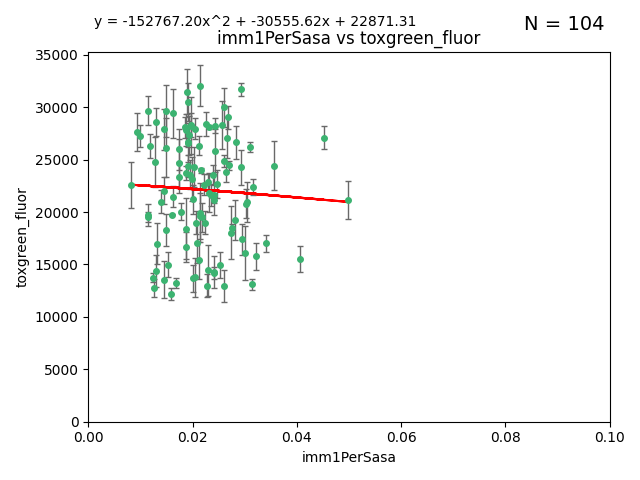 y = -152767.20x^2 + -30555.62x + 22871.31
N = 104
imm1PerSasa vs toxgreen_fluor
35000
30000
25000
20000
15000
10000
5000
0
toxgreen_fluor
0.00 0.02 0.04 0.06 0.08 0.10
imm1PerSasa